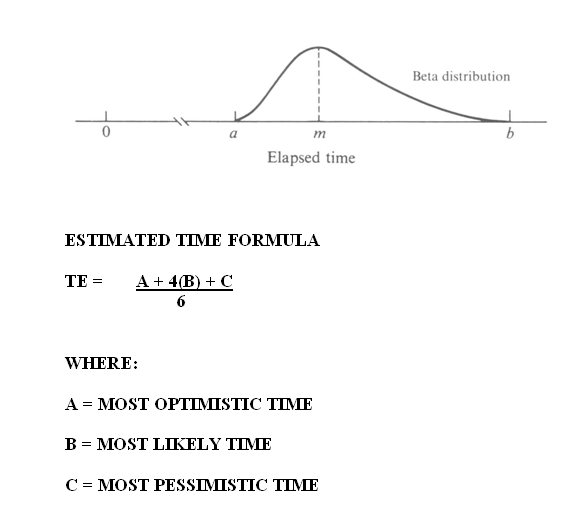 Beta distribution
0 a m b
Elapsed time
ESTIMATED TIME FORMULA
TE = A + 4(B) + C
6
WHERE:
A = MOST OPTIMISTIC TIME
B = MOST LIKELY TIME
C = MOST PESSIMISTIC TIME